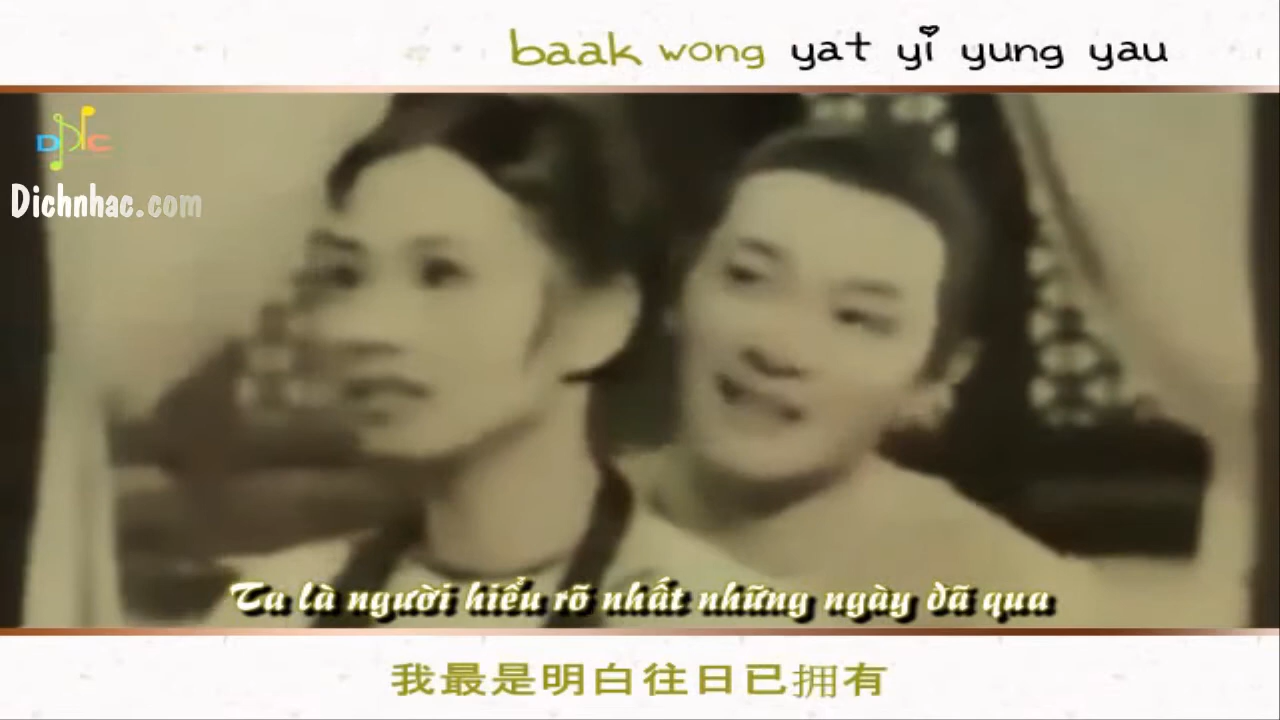 baak wong yat yi yung yau
DNC
Dichnhac.com
Ta là người hiểu rõ nhất những ngày đã qua
我最是明白往日已拥有